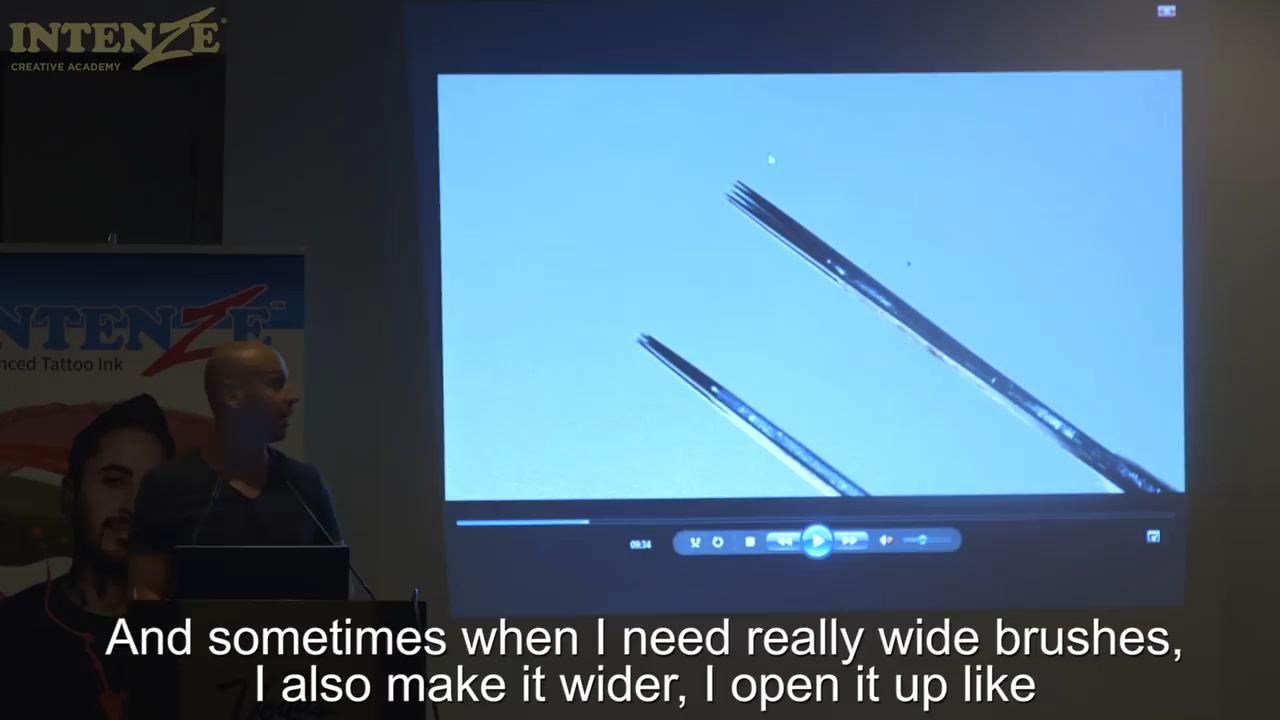 INTENZE
CREATIVE ACADEMY
NTENZE™
nced Tattoo Ink
09:34
And sometimes when I need really wide brushes,
I also make it wider, I open it up like